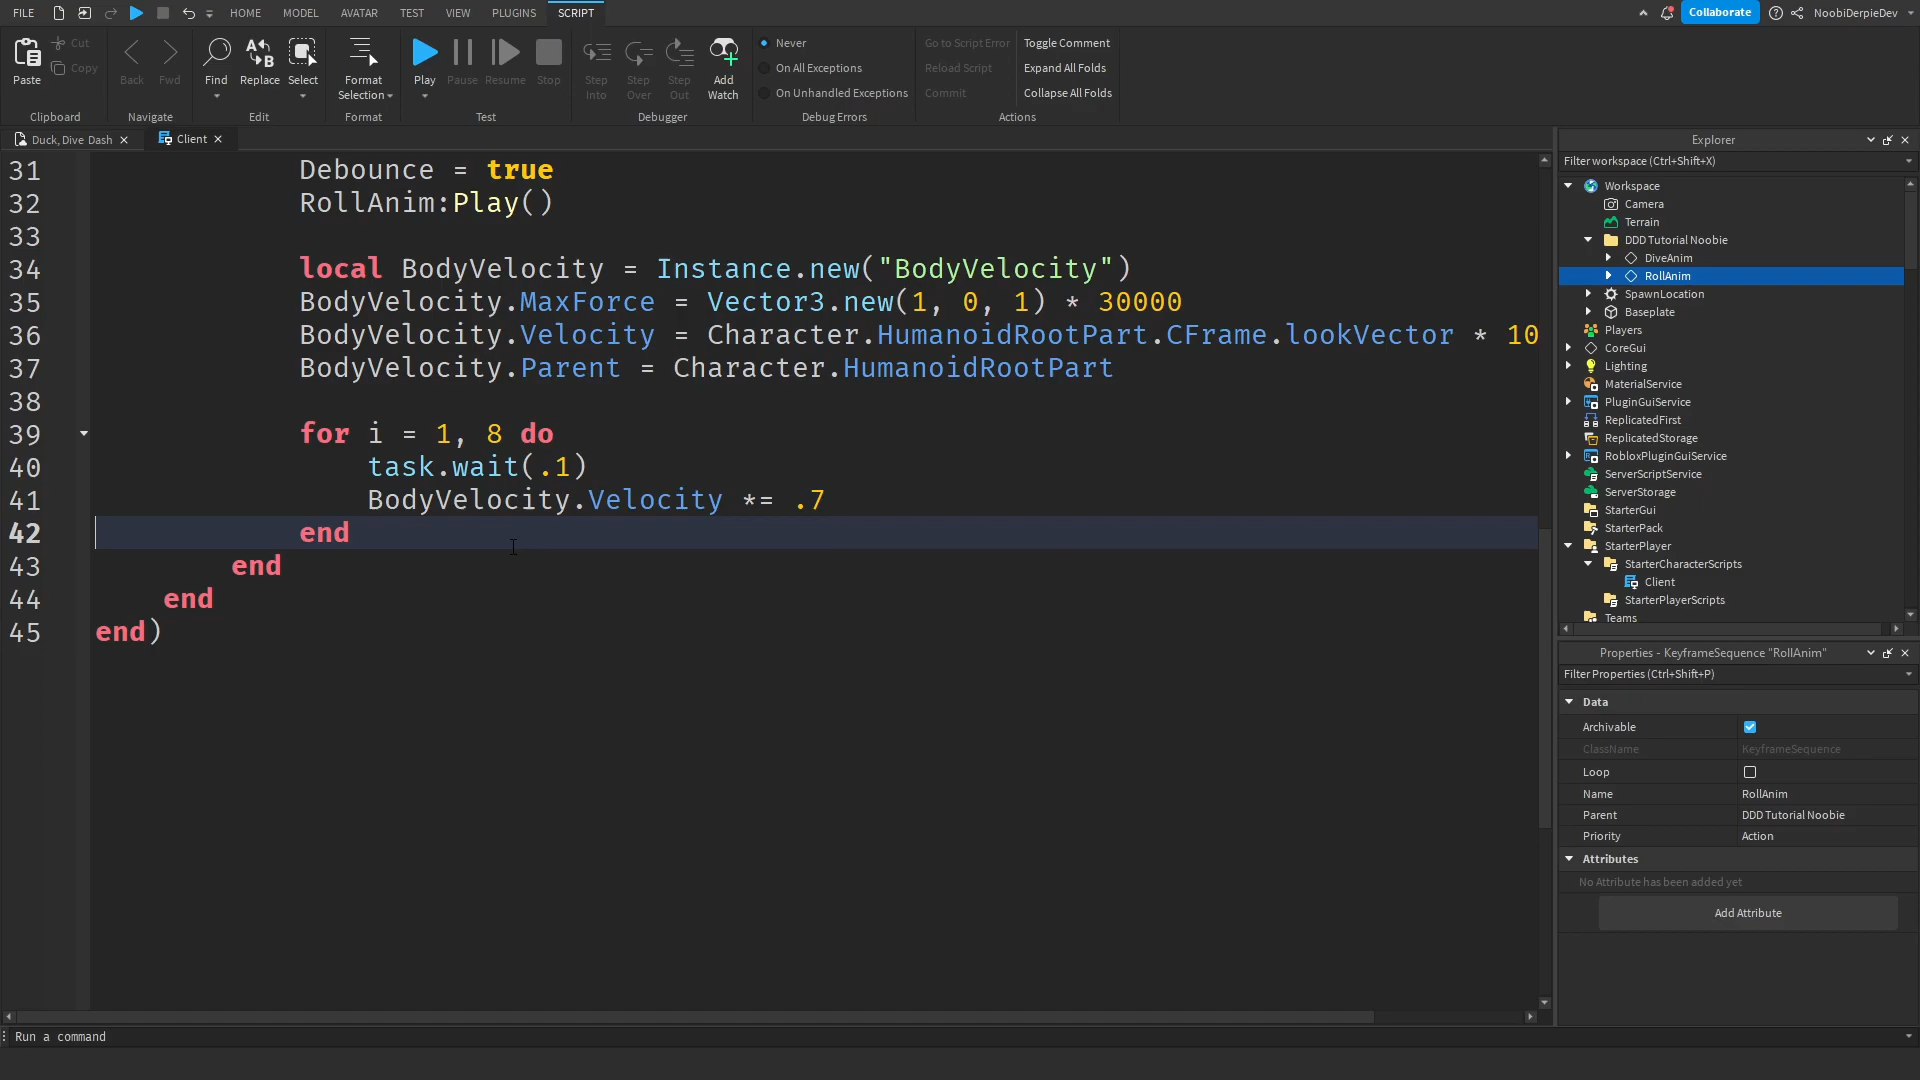 FILE HOME MODEL AVATAR TEST VIEW PLUGINS SCRIPT Collaborate NoobiDerpieDev
Paste Cut Copy
Clipboard
Back Fwd
Navigate
Find Replace Select
Edit
Format Selection
Format
Play Pause Resume Stop
Test
Step Into Step Over Step Out Add Watch
Debugger
Never
On All Exceptions
On Unhandled Exceptions
Debug Errors
Go to Script Error
Reload Script
Commit
Toggle Comment
Expand All Folds
Collapse All Folds
Actions
Duck, Dive Dash Client
31 Debounce = true
32 RollAnim:Play()
33
34 local BodyVelocity = Instance.new("BodyVelocity")
35 BodyVelocity.MaxForce = Vector3.new(1, 0, 1) * 30000
36 BodyVelocity.Velocity = Character.HumanoidRootPart.CFrame.lookVector * 10
37 BodyVelocity.Parent = Character.HumanoidRootPart
38
39 for i = 1, 8 do
40 task.wait(.1)
41 BodyVelocity.Velocity *= .7
42 end
43 end
44 end
45 end)
Run a command
Explorer
Filter workspace (Ctrl+Shift+X)
Workspace
Camera
Terrain
DDD Tutorial Noobie
DiveAnim
RollAnim
SpawnLocation
Baseplate
Players
CoreGui
Lighting
MaterialService
PluginGuiService
ReplicatedFirst
ReplicatedStorage
RobloxPluginGuiService
ServerScriptService
ServerStorage
StarterGui
StarterPack
StarterPlayer
StarterCharacterScripts
Client
StarterPlayerScripts
Teams
Properties - KeyframeSequence "RollAnim"
Filter Properties (Ctrl+Shift+P)
Data
Archivable
ClassName KeyframeSequence
Loop
Name RollAnim
Parent DDD Tutorial Noobie
Priority Action
Attributes
No Attribute has been added yet
Add Attribute